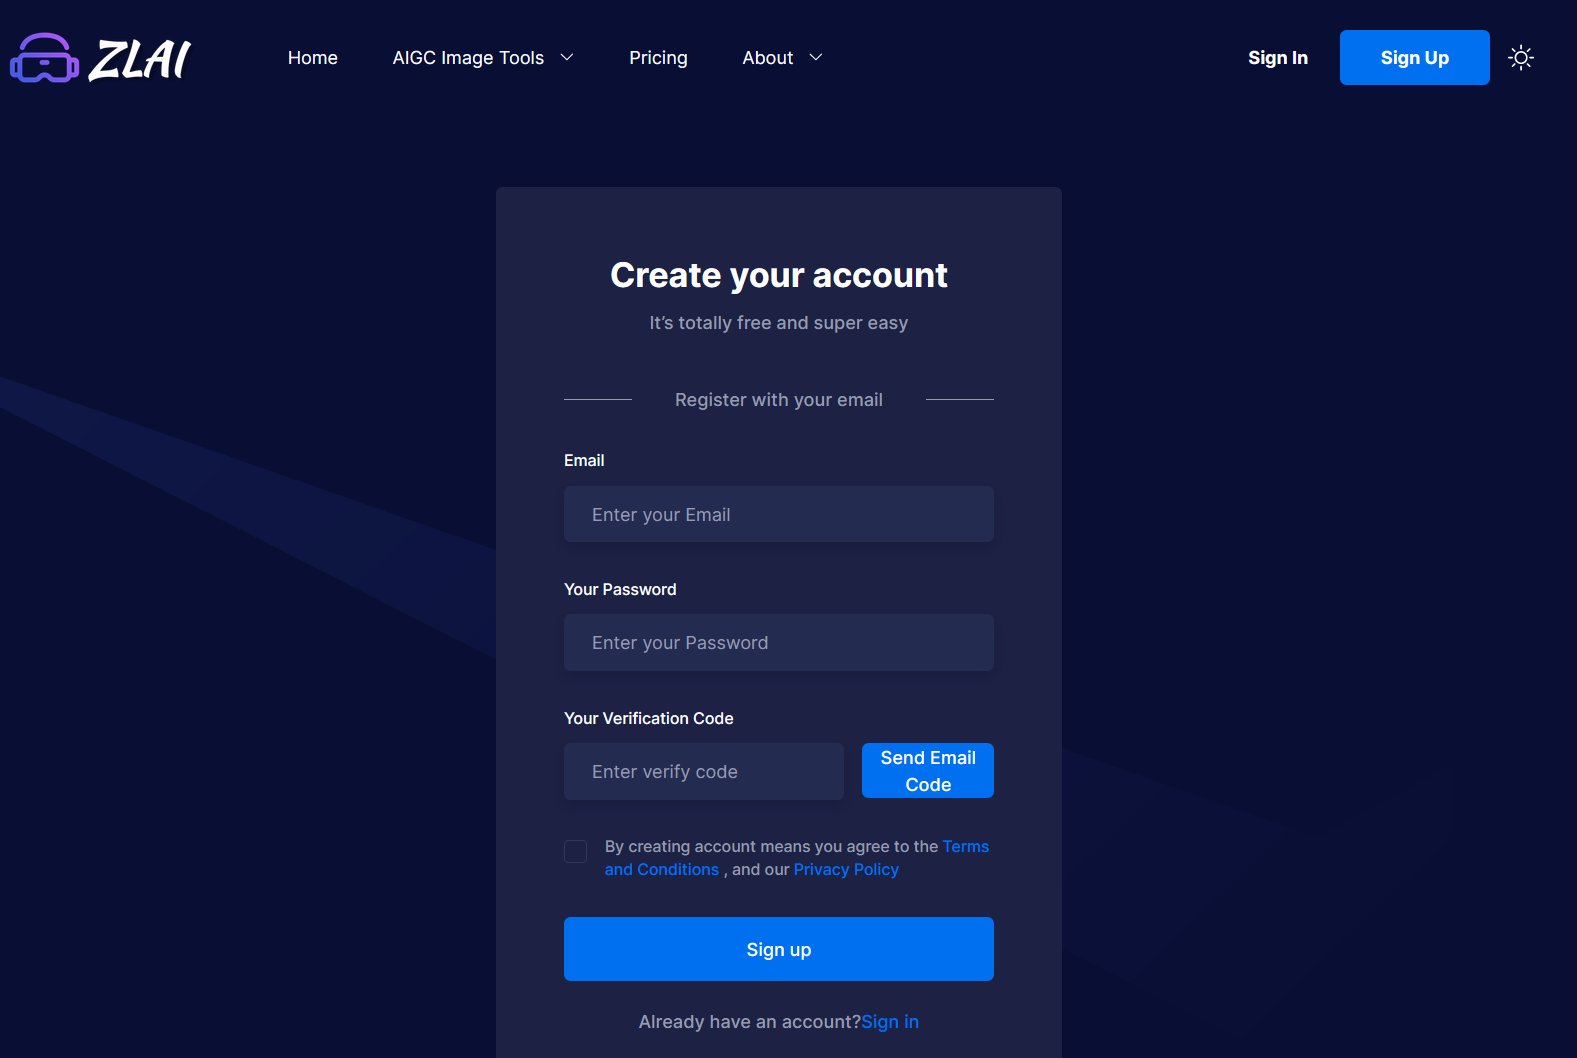 ZLAI
Home
AIGC Image Tools
Pricing
About
Sign In
Sign Up
Create your account
It’s totally free and super easy
Register with your email
Email
Enter your Email
Your Password
Enter your Password
Your Verification Code
Enter verify code
Send Email
Code
By creating account means you agree to the Terms
and Conditions , and our Privacy Policy
Sign up
Already have an account?Sign in